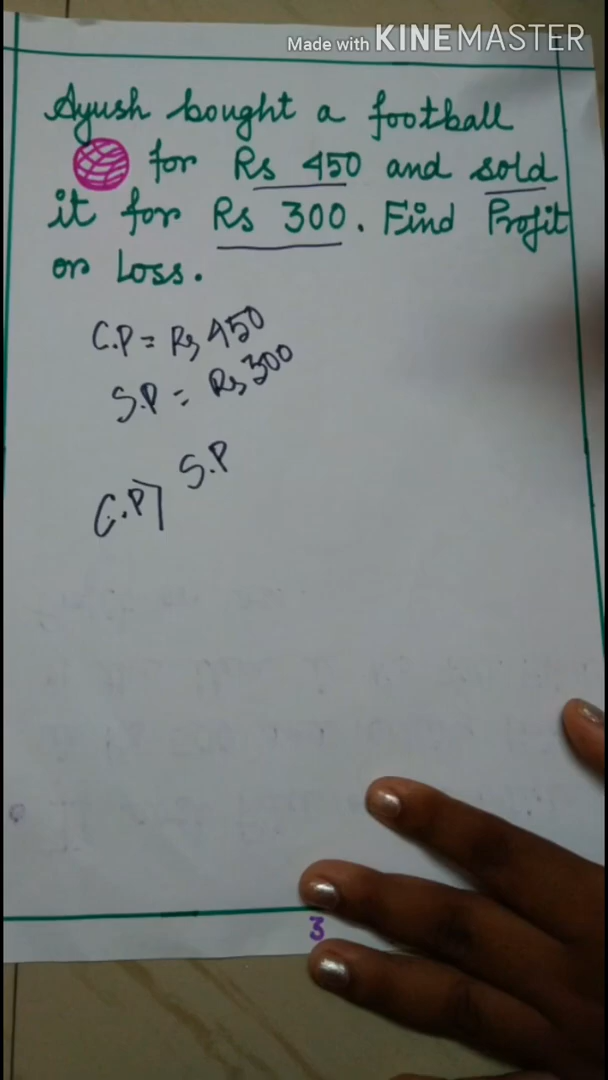 Made with KINEMASTER
Ayush bought a football
for Rs 450 and sold
it for Rs 300. Find Profit
or Loss.
C.P = Rs 450
S.P = Rs 300
C.P > S.P
3